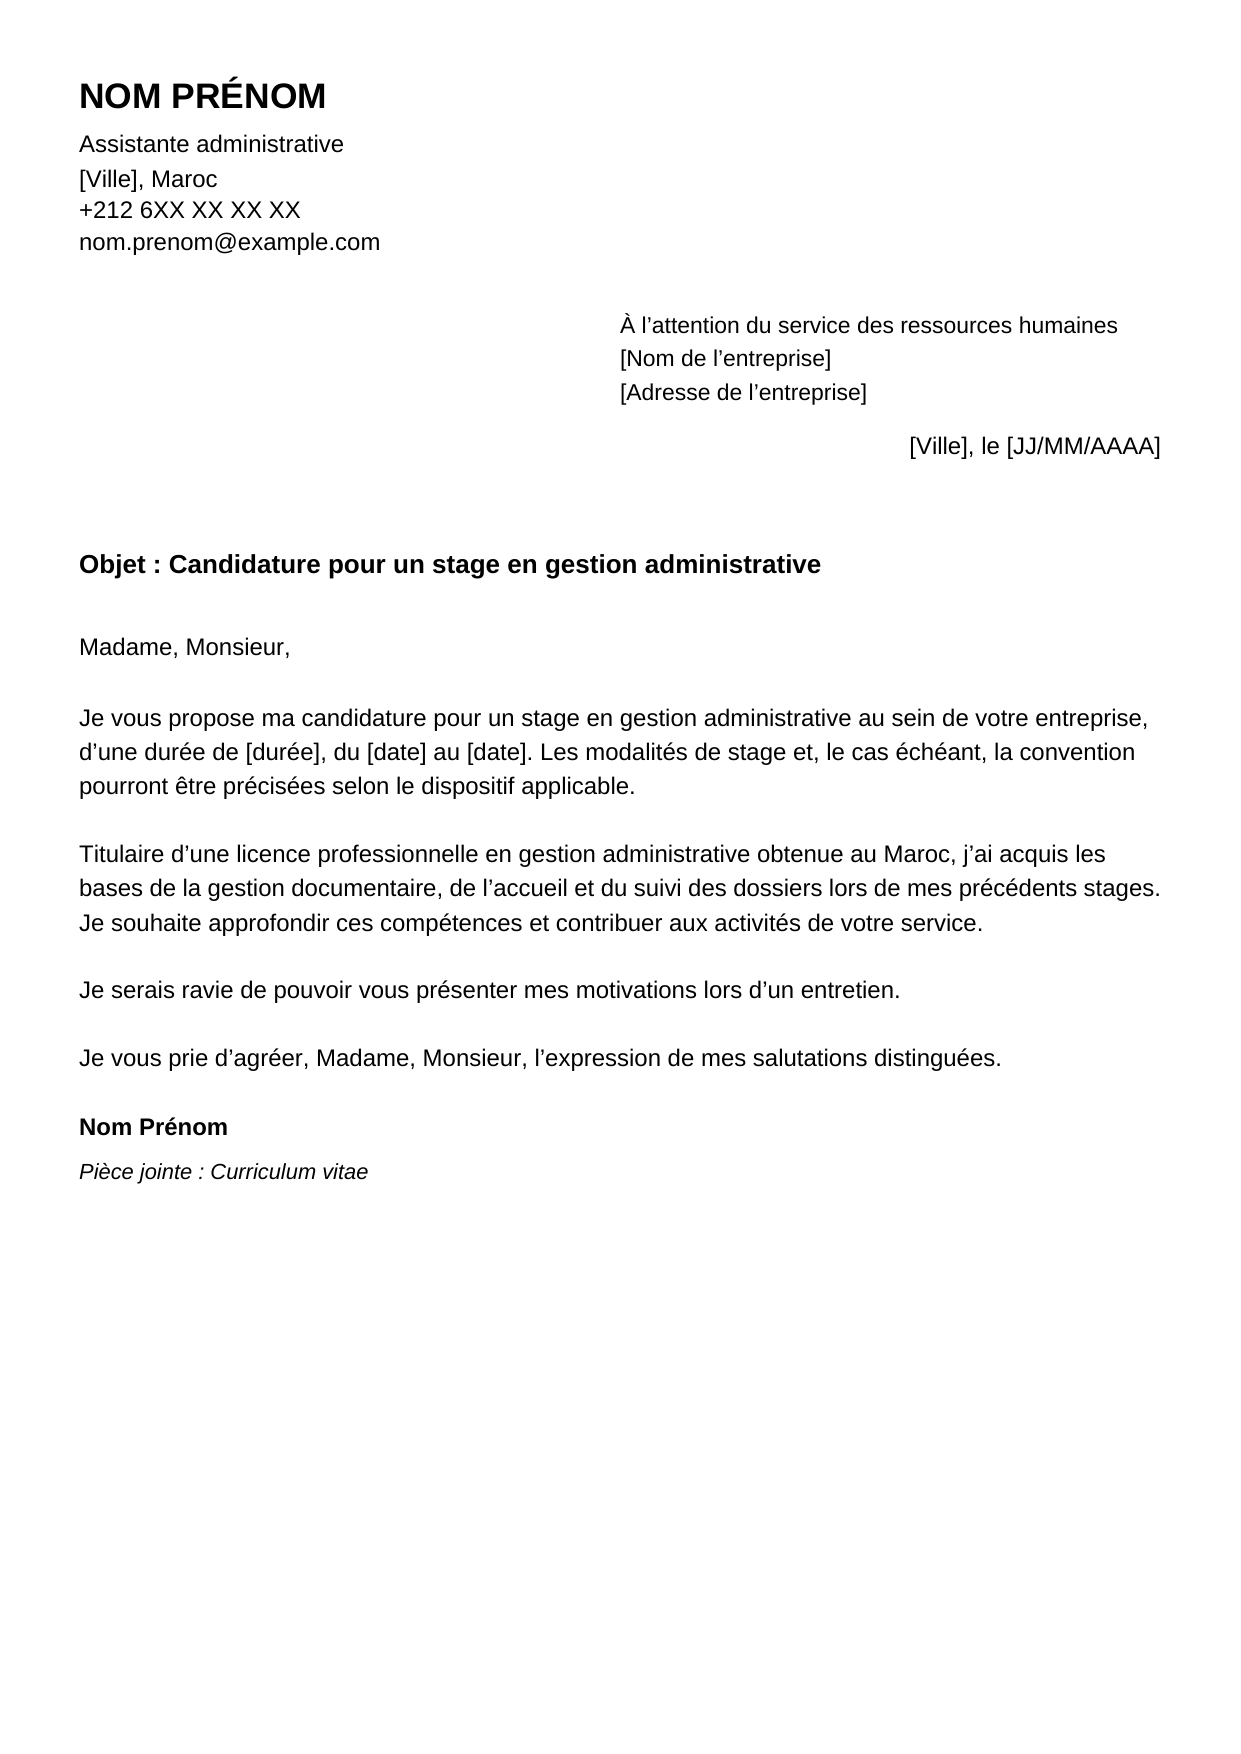 NOM PRÉNOM
Assistante administrative
[Ville], Maroc
+212 6XX XX XX XX
nom.prenom@example.com
À l’attention du service des ressources humaines
[Nom de l’entreprise]
[Adresse de l’entreprise]
[Ville], le [JJ/MM/AAAA]
Objet : Candidature pour un stage en gestion administrative
Madame, Monsieur,
Je vous propose ma candidature pour un stage en gestion administrative au sein de votre entreprise,
d’une durée de [durée], du [date] au [date]. Les modalités de stage et, le cas échéant, la convention
pourront être précisées selon le dispositif applicable.
Titulaire d’une licence professionnelle en gestion administrative obtenue au Maroc, j’ai acquis les
bases de la gestion documentaire, de l’accueil et du suivi des dossiers lors de mes précédents stages.
Je souhaite approfondir ces compétences et contribuer aux activités de votre service.
Je serais ravie de pouvoir vous présenter mes motivations lors d’un entretien.
Je vous prie d’agréer, Madame, Monsieur, l’expression de mes salutations distinguées.
Nom Prénom
Pièce jointe : Curriculum vitae